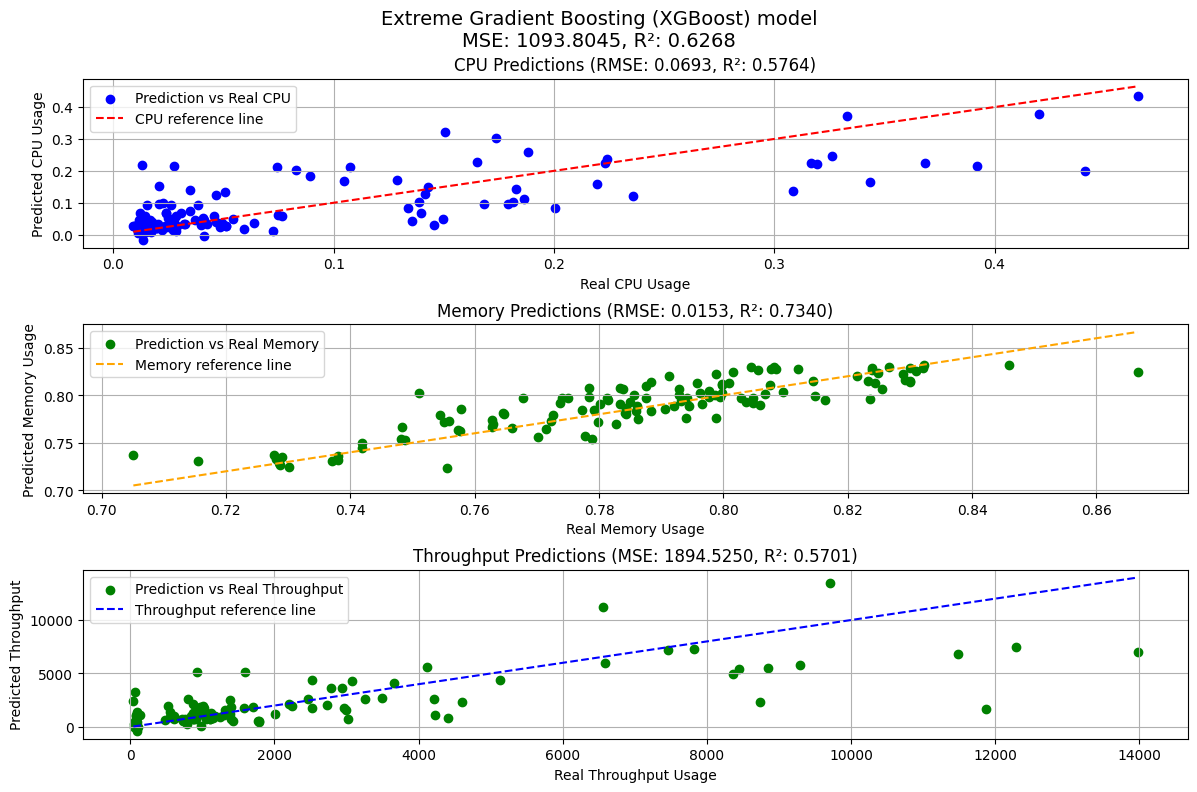 Extreme Gradient Boosting (XGBoost) model
MSE: 1093.8045, R²: 0.6268
CPU Predictions (RMSE: 0.0693, R²: 0.5764)
Prediction vs Real CPU
CPU reference line
Predicted CPU Usage
0.4
0.3
0.2
0.1
0.0
0.0 0.1 0.2 0.3 0.4
Real CPU Usage
Memory Predictions (RMSE: 0.0153, R²: 0.7340)
Prediction vs Real Memory
Memory reference line
Predicted Memory Usage
0.85
0.80
0.75
0.70
0.70 0.72 0.74 0.76 0.78 0.80 0.82 0.84 0.86
Real Memory Usage
Throughput Predictions (MSE: 1894.5250, R²: 0.5701)
Prediction vs Real Throughput
Throughput reference line
Predicted Throughput
10000
5000
0
0 2000 4000 6000 8000 10000 12000 14000
Real Throughput Usage